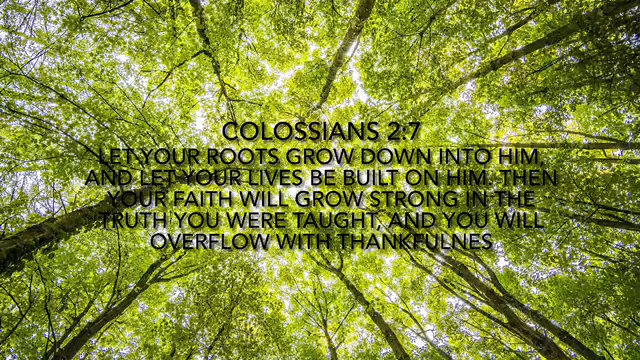 COLOSSIANS 2:7
LET YOUR ROOTS GROW DOWN INTO HIM,
AND LET YOUR LIVES BE BUILT ON HIM. THEN
YOUR FAITH WILL GROW STRONG IN THE
TRUTH YOU WERE TAUGHT, AND YOU WILL
OVERFLOW WITH THANKFULNES